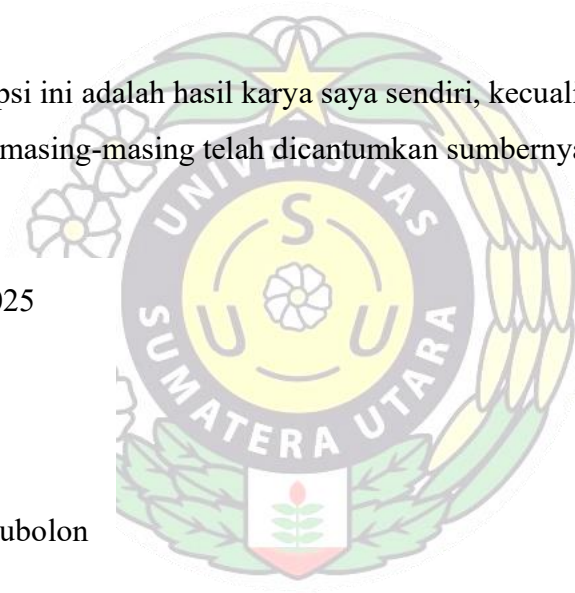 psi ini adalah hasil karya saya sendiri, kecuali
masing-masing telah dicantumkan sumbernya
UNIVERSITAS
S
U U
SUMATERA UTARA
025
ubolon